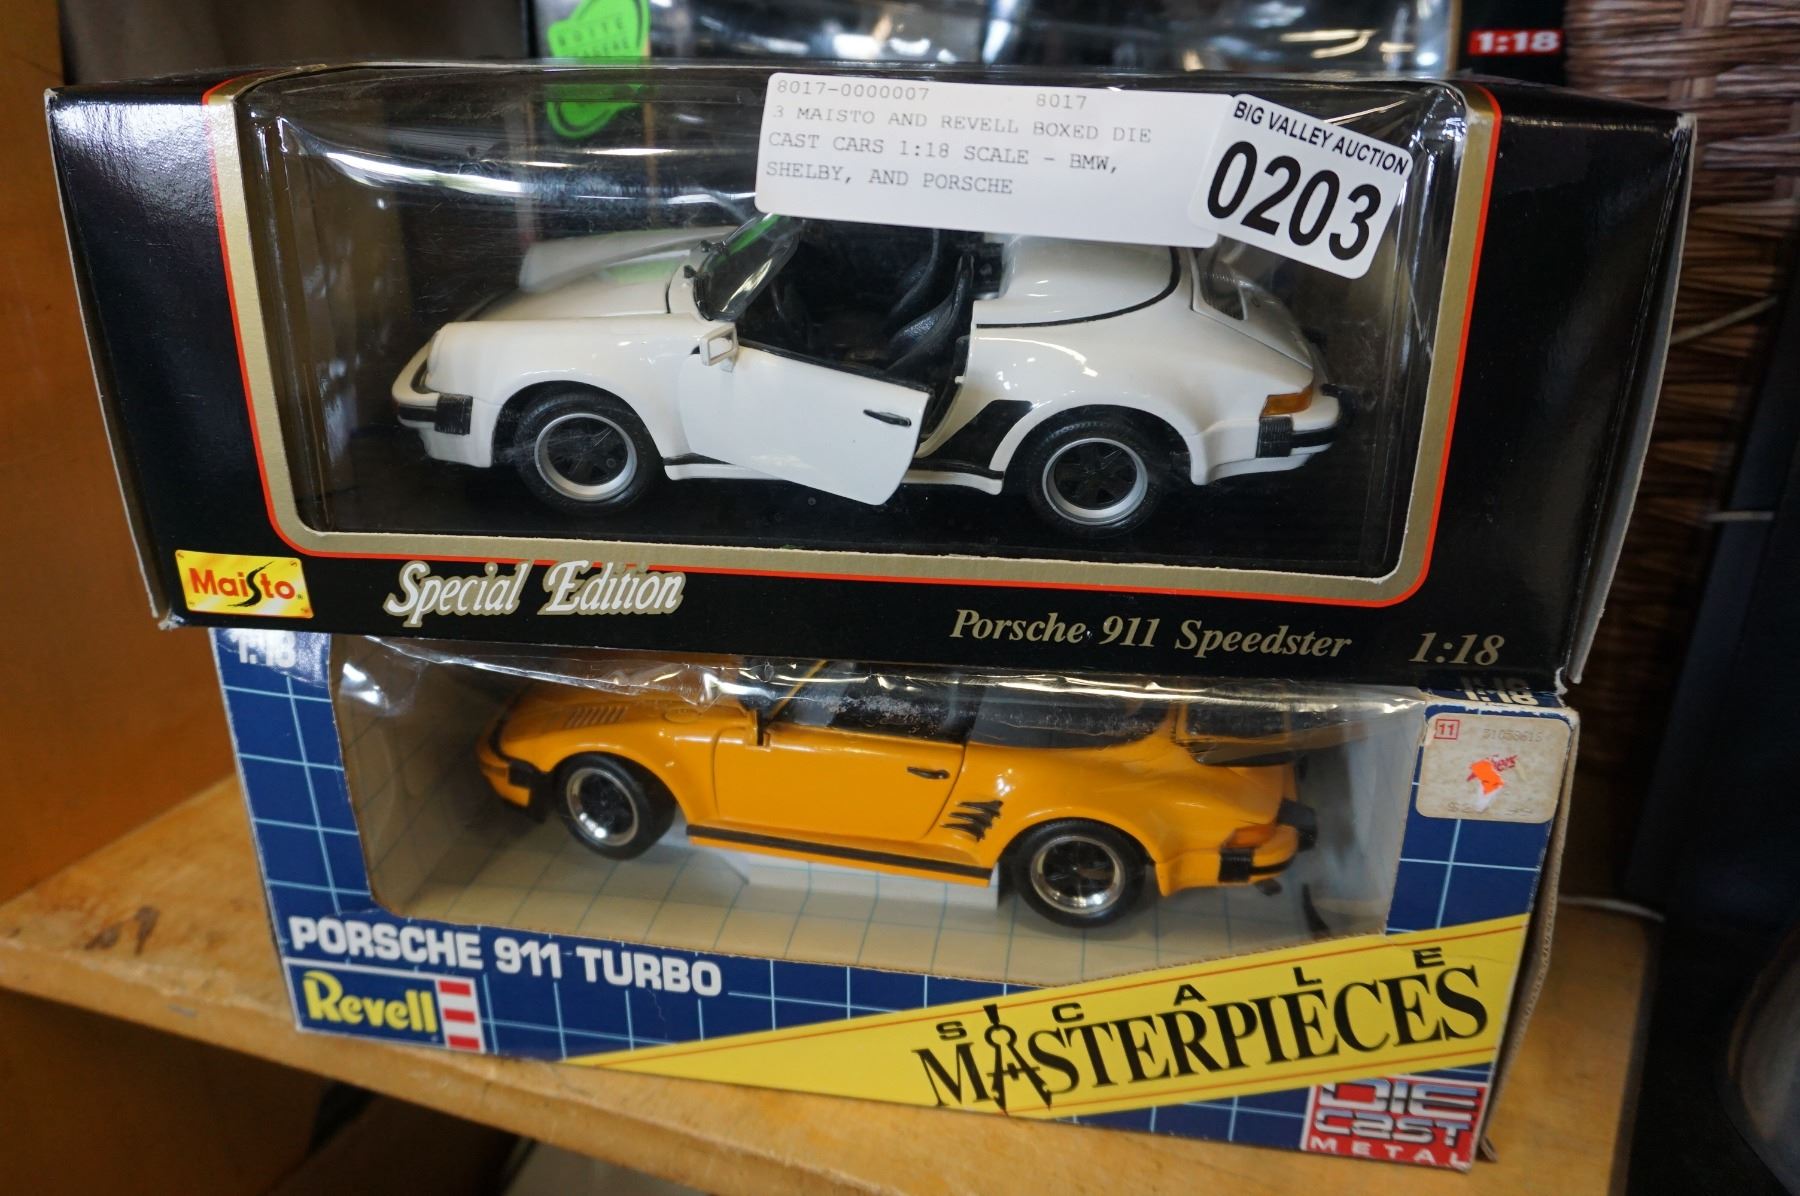 1:18
8017-0000007 8017
3 MAISTO AND REVELL BOXED DIE
CAST CARS 1:18 SCALE - BMW,
SHELBY, AND PORSCHE
BIG VALLEY AUCTION
0203
Maisto
Special Edition
Porsche 911 Speedster 1:18
1:18
1:18
11
PORSCHE 911 TURBO
Revell
SCALE
MASTERPIECES
DIE
CAST
METAL